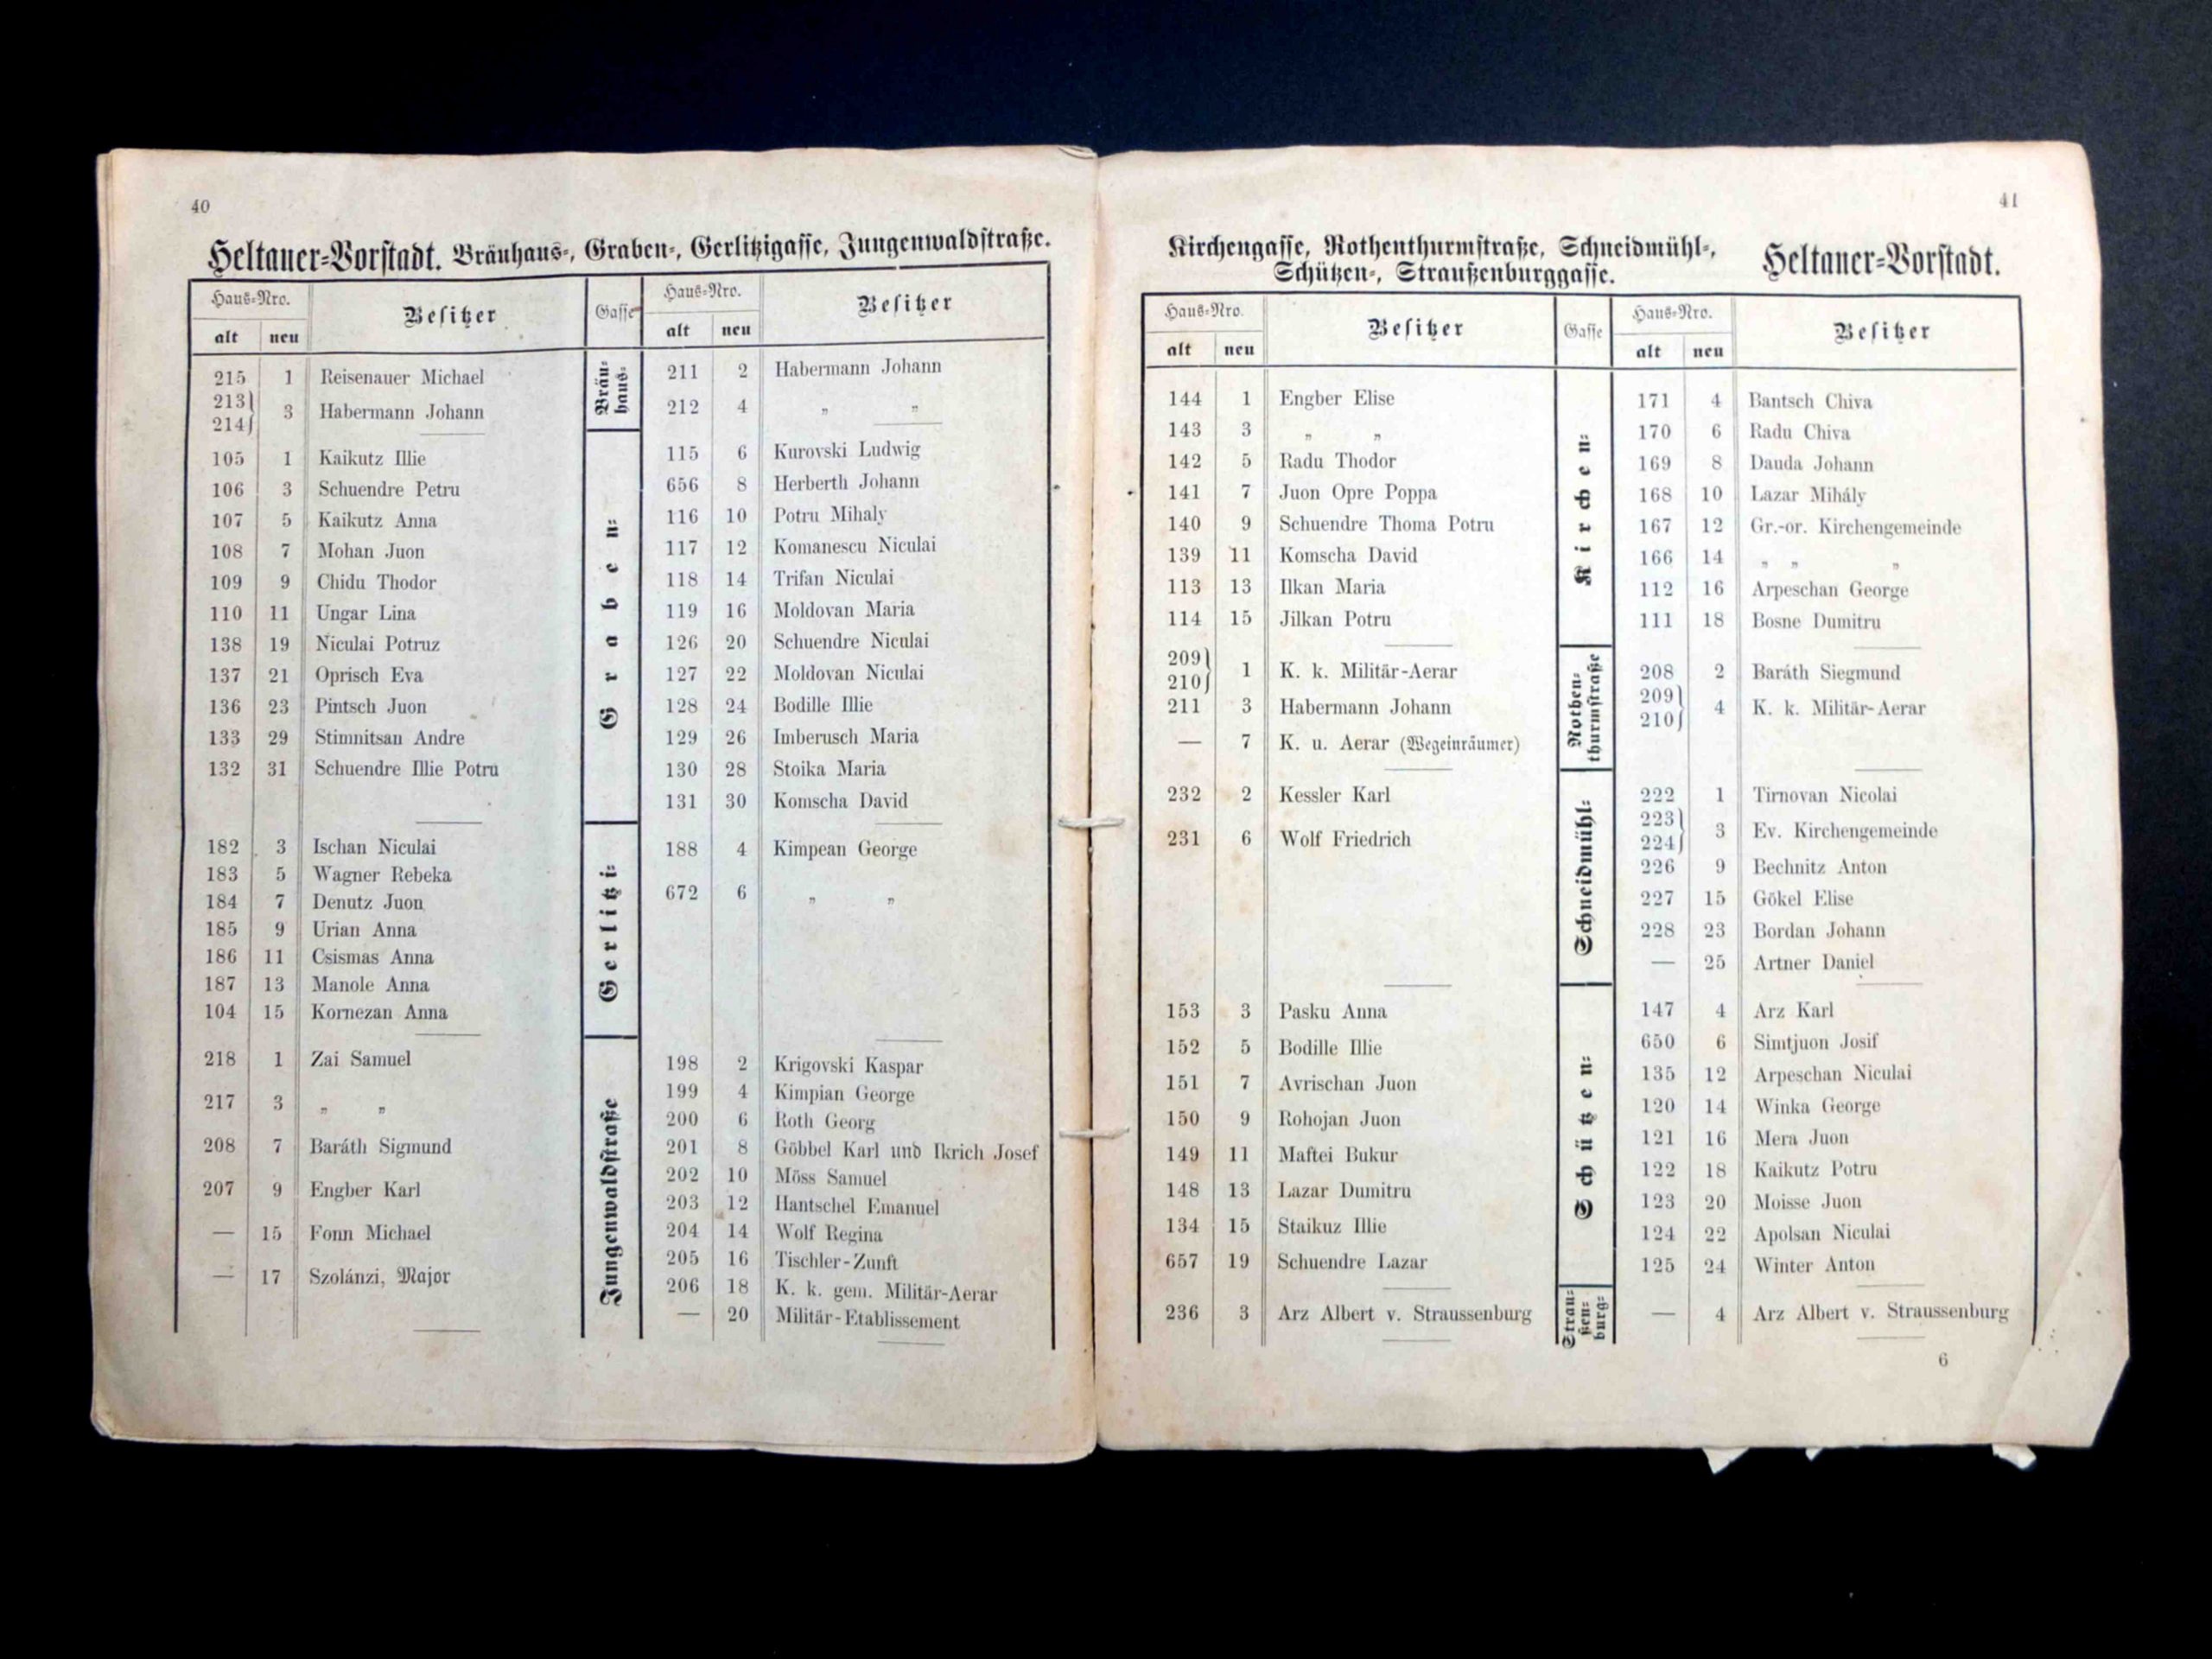 40
Heltauer-Vorstadt. Bräuhaus-, Graben-, Gerlitzigasse, Jungenwaldstraße.
Haus-Nro. Besitzer Gasse Haus-Nro. Besitzer
alt neu alt neu
Bräu-
haus-
215 1 Reisenauer Michael
213 214 3 Habermann Johann
211 2 Habermann Johann
212 4 „ „
Graben-
105 1 Kaikutz Illie
106 3 Schuendre Petru
107 5 Kaikutz Anna
108 7 Mohan Juon
109 9 Chidu Thodor
110 11 Ungar Lina
138 19 Niculai Potruz
137 21 Oprisch Eva
136 23 Pintsch Juon
133 29 Stimnitsan Andre
132 31 Schuendre Illie Potru
115 6 Kurovski Ludwig
656 8 Herberth Johann
116 10 Potru Mihaly
117 12 Komanescu Niculai
118 14 Trifan Niculai
119 16 Moldovan Maria
126 20 Schuendre Niculai
127 22 Moldovan Niculai
128 24 Bodille Illie
129 26 Imberusch Maria
130 28 Stoika Maria
131 30 Komscha David
Gerlitzi-
182 3 Ischan Niculai
183 5 Wagner Rebeka
184 7 Denutz Juon
185 9 Urian Anna
186 11 Csismas Anna
187 13 Manole Anna
104 15 Kornezan Anna
188 4 Kimpean George
672 6 „ „
Jungenwaldstraße
218 1 Zai Samuel
217 3 „ „
208 7 Baráth Sigmund
207 9 Engber Karl
— 15 Fonn Michael
— 17 Szolánzi, Major
198 2 Krigovski Kaspar
199 4 Kimpian George
200 6 Roth Georg
201 8 Göbbel Karl und Ikrich Josef
202 10 Möss Samuel
203 12 Hantschel Emanuel
204 14 Wolf Regina
205 16 Tischler-Zunft
206 18 K. k. gem. Militär-Aerar
— 20 Militär-Etablissement
41
Kirchengasse, Rothenthurmstraße, Schneidmühl-,
Schützen-, Straußenburggasse.
Heltauer-Vorstadt.
Haus-Nro. Besitzer Gasse Haus-Nro. Besitzer
alt neu alt neu
Kirchen-
144 1 Engber Elise
143 3 „ „
142 5 Radu Thodor
141 7 Juon Opre Poppa
140 9 Schuendre Thoma Potru
139 11 Komscha David
113 13 Ilkan Maria
114 15 Jilkan Potru
171 4 Bantsch Chiva
170 6 Radu Chiva
169 8 Dauda Johann
168 10 Lazar Mihály
167 12 Gr.-or. Kirchengemeinde
166 14 „ „ „
112 16 Arpeschan George
111 18 Bosne Dumitru
Rothen-
thurmstraße
209 210 1 K. k. Militär-Aerar
211 3 Habermann Johann
— 7 K. u. Aerar (Wegeinräumer)
208 2 Baráth Siegmund
209 210 4 K. k. Militär-Aerar
Schneidmühl-
232 2 Kessler Karl
231 6 Wolf Friedrich
222 1 Tirnovan Nicolai
223 224 3 Ev. Kirchengemeinde
226 9 Bechnitz Anton
227 15 Gökel Elise
228 23 Bordan Johann
— 25 Artner Daniel
Schützen-
153 3 Pasku Anna
152 5 Bodille Illie
151 7 Avrischan Juon
150 9 Rohojan Juon
149 11 Maftei Bukur
148 13 Lazar Dumitru
134 15 Staikuz Illie
657 19 Schuendre Lazar
147 4 Arz Karl
650 6 Simtjuon Josif
135 12 Arpeschan Niculai
120 14 Winka George
121 16 Mera Juon
122 18 Kaikutz Potru
123 20 Moisse Juon
124 22 Apolsan Niculai
125 24 Winter Anton
Strau-
ßen-
burg-
236 3 Arz Albert v. Straussenburg
— 4 Arz Albert v. Straussenburg
6